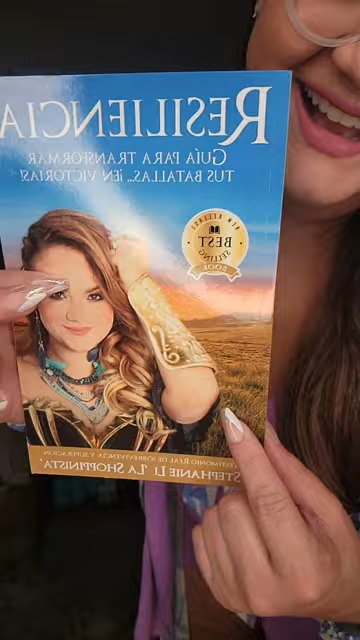 RESILIENCIA
GUÍA PARA TRANSFORMAR
TUS BATALLAS... ¡EN VICTORIAS!
NEW RELEASE
BEST
SELLING
BOOK
TESTIMONIO REAL DE SOBREVIVENCIA Y SUPERACIÓN
STEPHANIE LI "LA SHOPPINISTA"